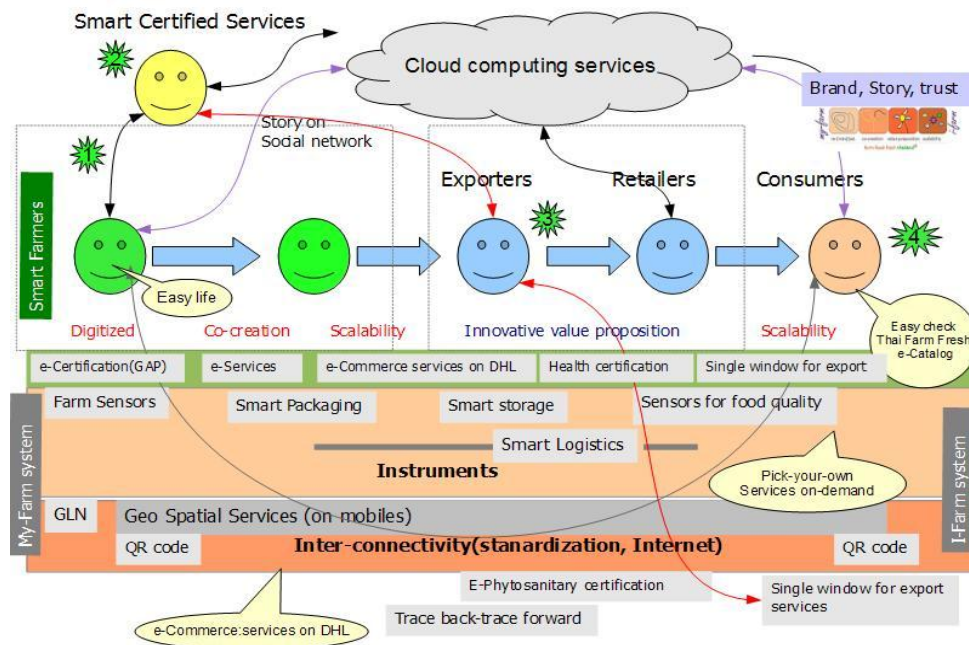 Smart Certified Services
2
Cloud computing services
Brand, Story, trust
Story on
Social network
1
Exporters
Retailers
Consumers
3
4
Smart Farmers
Easy life
Digitized
Co-creation
Scalability
Innovative value proposition
Scalability
Easy check
Thai Farm Fresh
e-Catalog
e-Certification(GAP)
e-Services
e-Commerce services on DHL
Health certification
Single window for export
Farm Sensors
Smart Packaging
Smart storage
Sensors for food quality
Smart Logistics
Instruments
My-Farm system
I-Farm system
Pick-your-own
Services on-demand
GLN
Geo Spatial Services (on mobiles)
QR code
Inter-connectivity(stanardization, Internet)
QR code
E-Phytosanitary certification
Single window for export
services
Trace back-trace forward
e-Commerce:services on DHL